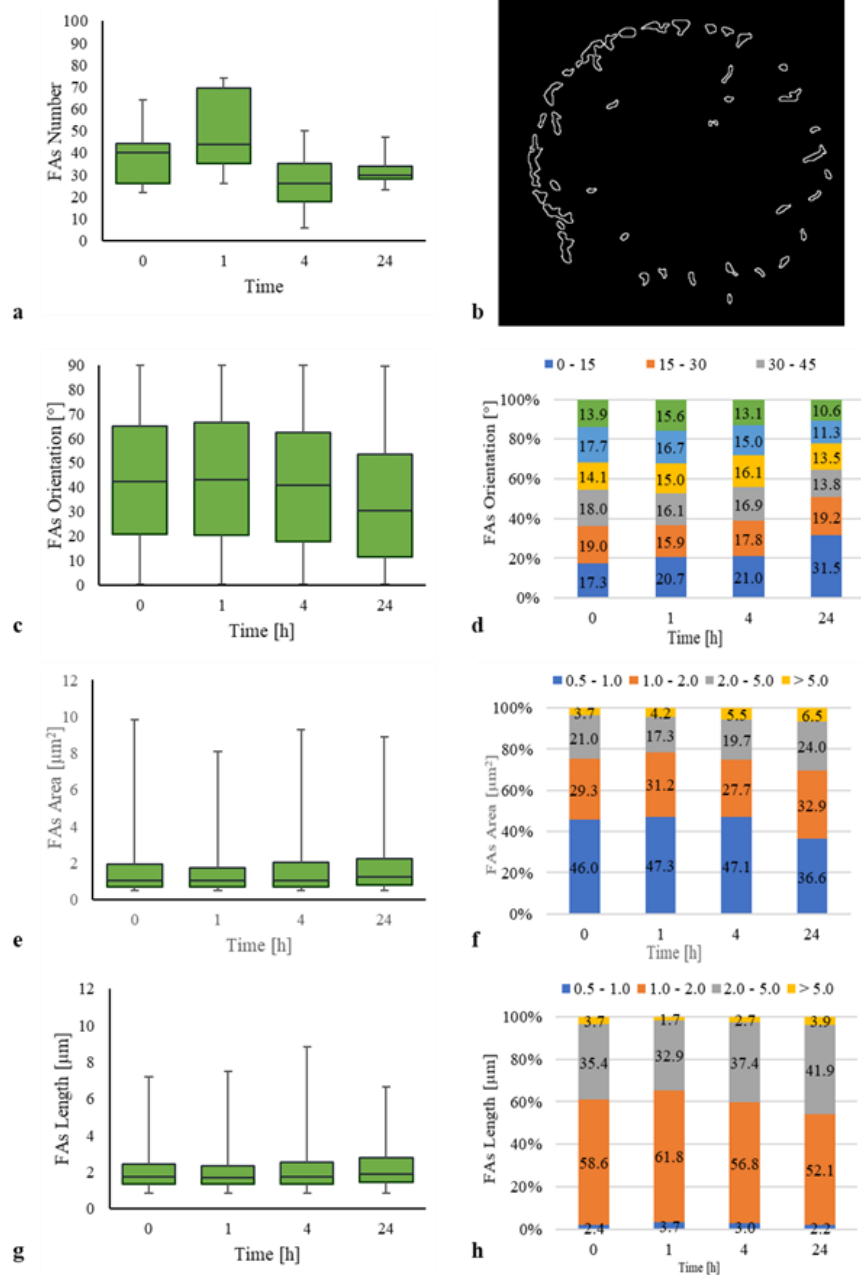 FAs Number
100
90
80
70
60
50
40
30
20
10
0
0 1 4 24
Time
a
b
FAs Orientation [°]
90
80
70
60
50
40
30
20
10
0
0 1 4 24
Time [h]
c
0 - 15 15 - 30 30 - 45
FAs Orientation [°]
100%
80%
60%
40%
20%
0%
13.9 15.6 13.1 10.6
17.7 16.7 15.0 11.3
14.1 15.0 16.1 13.5
18.0 16.1 16.9 13.8
19.0 15.9 17.8 19.2
17.3 20.7 21.0 31.5
0 1 4 24
Time [h]
d
FAs Area [µm²]
12
10
8
6
4
2
0
0 1 4 24
Time [h]
e
0.5 - 1.0 1.0 - 2.0 2.0 - 5.0 > 5.0
FAs Area [µm²]
100%
80%
60%
40%
20%
0%
3.7 4.2 5.5 6.5
21.0 17.3 19.7 24.0
29.3 31.2 27.7 32.9
46.0 47.3 47.1 36.6
0 1 4 24
Time [h]
f
FAs Length [µm]
12
10
8
6
4
2
0
0 1 4 24
Time [h]
g
0.5 - 1.0 1.0 - 2.0 2.0 - 5.0 > 5.0
FAs Length [µm]
100%
80%
60%
40%
20%
0%
3.7 1.7 2.7 3.9
35.4 32.9 37.4 41.9
58.6 61.8 56.8 52.1
2.4 3.7 3.0 2.2
0 1 4 24
Time [h]
h